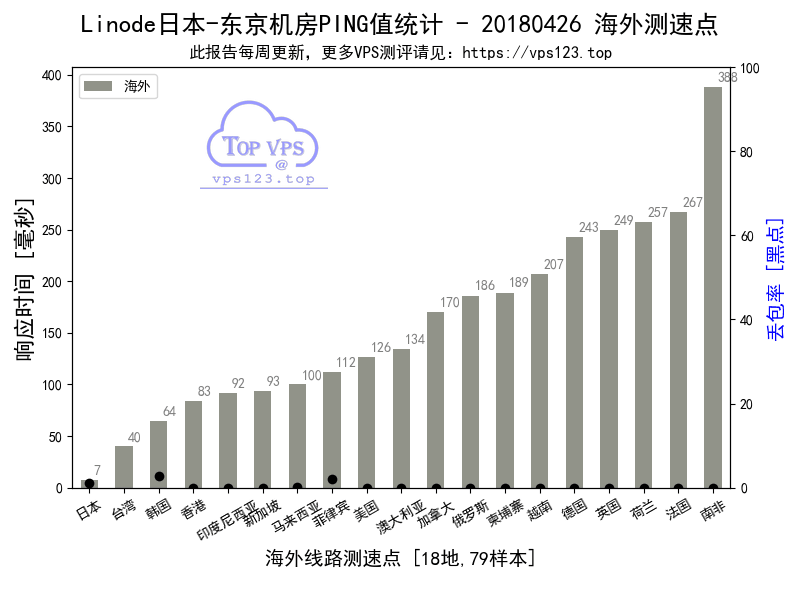 Linode日本-东京机房PING值统计 - 20180426 海外测速点
此报告每周更新，更多VPS测评请见：https://vps123.top
海外
TOP VPS
@
vps123.top
响应时间 [毫秒]
400
350
300
250
200
150
100
50
0
7
40
64
83
92
93
100
112
126
134
170
186
189
207
243
249
257
267
388
100
80
60
40
20
0
丢包率 [黑点]
日本
台湾
韩国
香港
印度尼西亚
新加坡
马来西亚
菲律宾
美国
澳大利亚
加拿大
俄罗斯
柬埔寨
越南
德国
英国
荷兰
法国
南非
海外线路测速点 [18地,79样本]